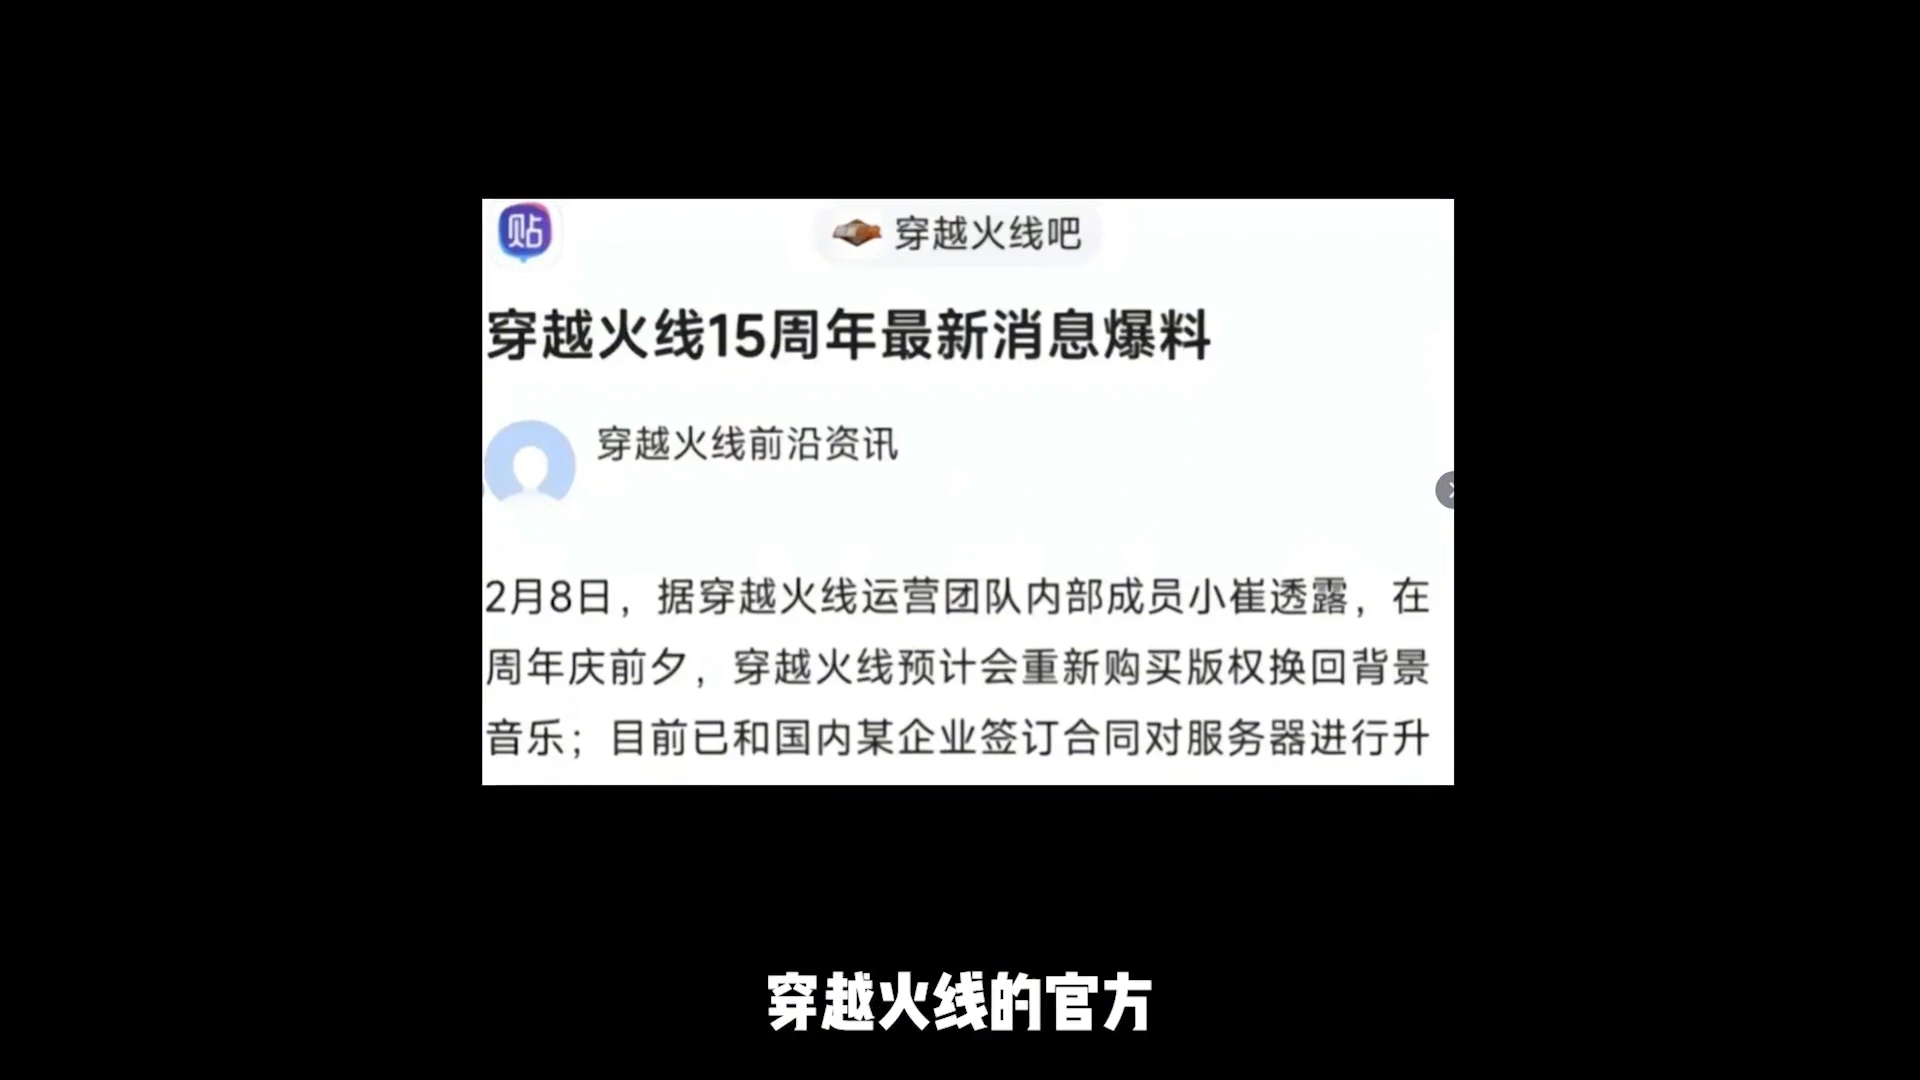 贴
穿越火线吧
穿越火线15周年最新消息爆料
穿越火线前沿资讯
2月8日，据穿越火线运营团队内部成员小崔透露，在
周年庆前夕，穿越火线预计会重新购买版权换回背景
音乐；目前已和国内某企业签订合同对服务器进行升
穿越火线的官方